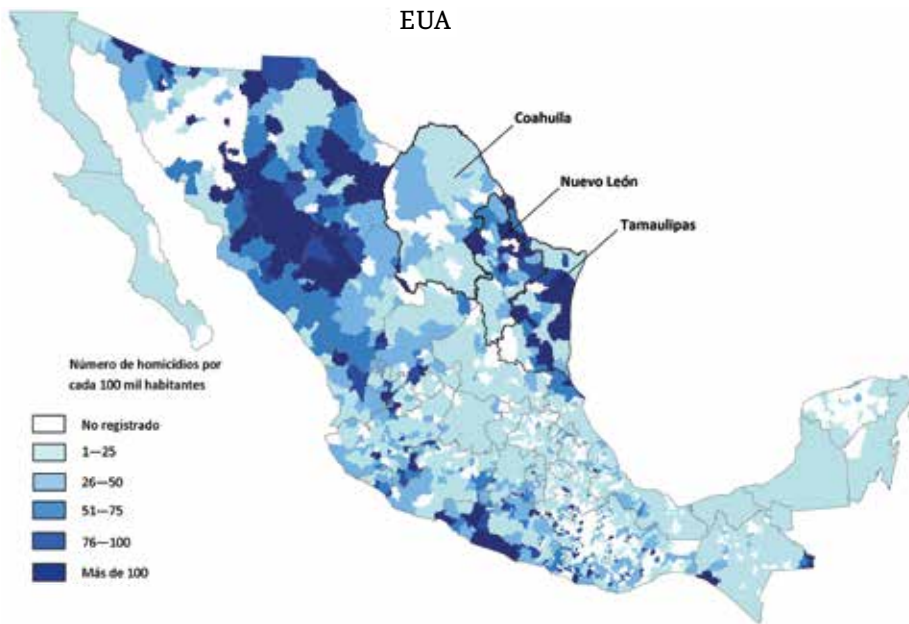 EUA
Coahuila
Nuevo León
Tamaulipas
Número de homicidios por
cada 100 mil habitantes
No registrado
1—25
26—50
51—75
76—100
Más de 100